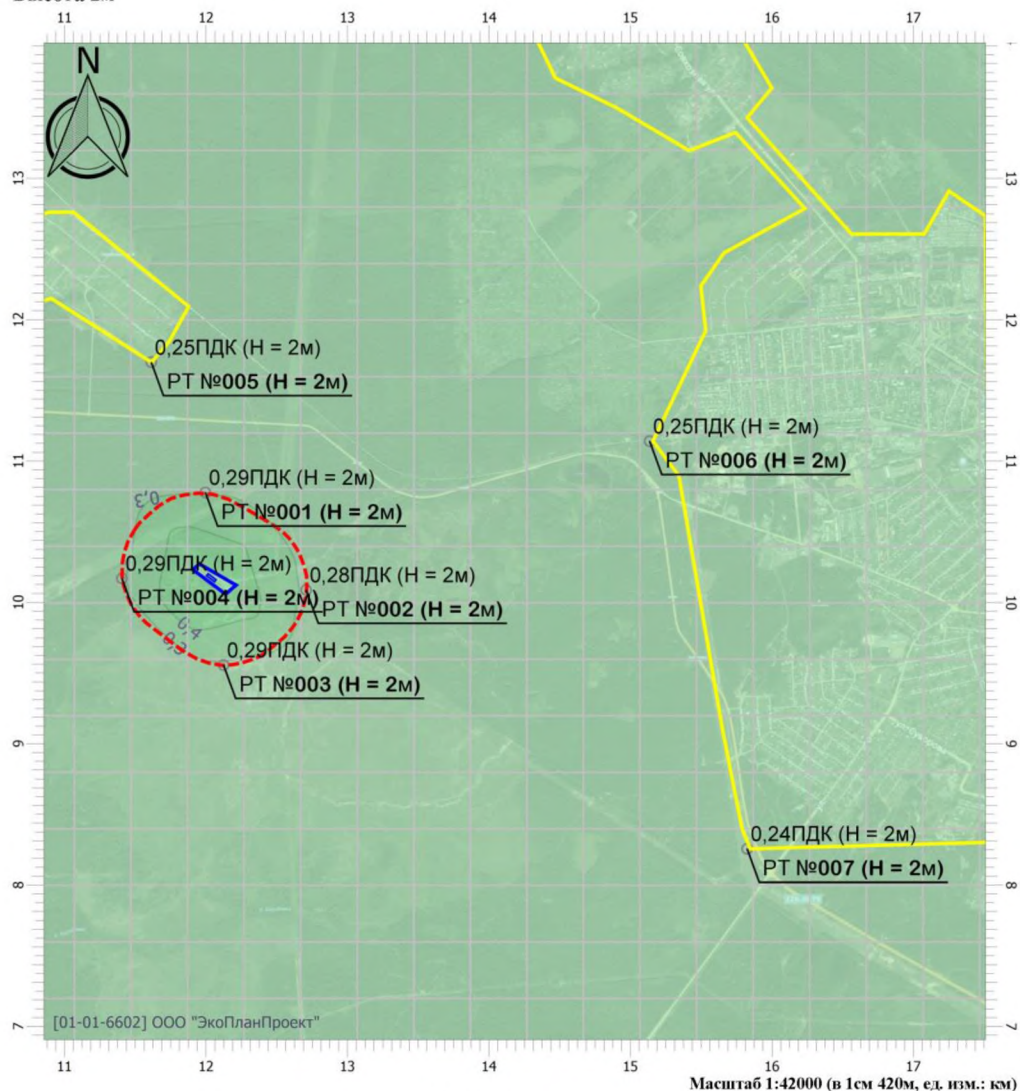 11 12 13 14 15 16 17
N
13 13
12 12
0,25ПДК (Н = 2м)
РТ №005 (Н = 2м)
0,25ПДК (Н = 2м)
РТ №006 (Н = 2м)
11 11
0,29ПДК (Н = 2м)
РТ №001 (Н = 2м)
0,3
0,29ПДК (Н = 2м)
РТ №004 (Н = 2м)
0,28ПДК (Н = 2м)
РТ №002 (Н = 2м)
10 10
0,4
0,3
0,29ПДК (Н = 2м)
РТ №003 (Н = 2м)
9 9
0,24ПДК (Н = 2м)
РТ №007 (Н = 2м)
8 8
7 7
[01-01-6602] ООО "ЭкоПланПроект"
11 12 13 14 15 16 17
Масштаб 1:42000 (в 1см 420м, ед. изм.: км)